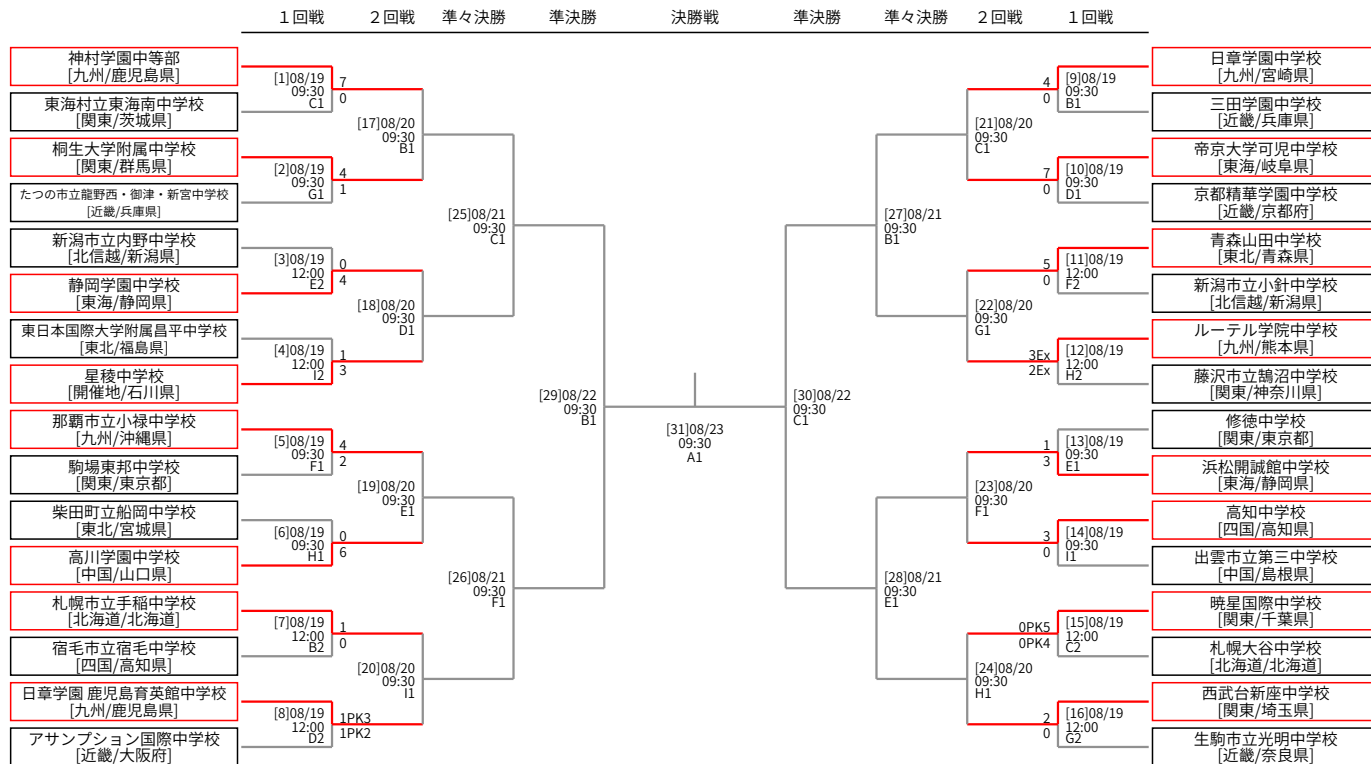 １回戦
２回戦
準々決勝
準決勝
決勝戦
準決勝
準々決勝
２回戦
１回戦
神村学園中等部
[九州/鹿児島県]
東海村立東海南中学校
[関東/茨城県]
桐生大学附属中学校
[関東/群馬県]
たつの市立龍野西・御津・新宮中学校
[近畿/兵庫県]
新潟市立内野中学校
[北信越/新潟県]
静岡学園中学校
[東海/静岡県]
東日本国際大学附属昌平中学校
[東北/福島県]
星稜中学校
[開催地/石川県]
那覇市立小禄中学校
[九州/沖縄県]
駒場東邦中学校
[関東/東京都]
柴田町立船岡中学校
[東北/宮城県]
高川学園中学校
[中国/山口県]
札幌市立手稲中学校
[北海道/北海道]
宿毛市立宿毛中学校
[四国/高知県]
日章学園 鹿児島育英館中学校
[九州/鹿児島県]
アサンプション国際中学校
[近畿/大阪府]
[1]08/19
09:30
C1
7
0
[2]08/19
09:30
G1
4
1
[3]08/19
12:00
E2
0
4
[4]08/19
12:00
I2
1
3
[5]08/19
09:30
F1
4
2
[6]08/19
09:30
H1
0
6
[7]08/19
12:00
B2
1
0
[8]08/19
12:00
D2
1PK3
1PK2
[17]08/20
09:30
B1
[18]08/20
09:30
D1
[19]08/20
09:30
E1
[20]08/20
09:30
I1
[25]08/21
09:30
C1
[26]08/21
09:30
F1
[29]08/22
09:30
B1
[31]08/23
09:30
A1
[30]08/22
09:30
C1
[27]08/21
09:30
B1
[28]08/21
09:30
E1
[21]08/20
09:30
C1
[22]08/20
09:30
G1
[23]08/20
09:30
F1
[24]08/20
09:30
H1
4
0
[9]08/19
09:30
B1
7
0
[10]08/19
09:30
D1
5
0
[11]08/19
12:00
F2
3Ex
2Ex
[12]08/19
12:00
H2
1
3
[13]08/19
09:30
E1
3
0
[14]08/19
09:30
I1
0PK5
0PK4
[15]08/19
12:00
C2
2
0
[16]08/19
12:00
G2
日章学園中学校
[九州/宮崎県]
三田学園中学校
[近畿/兵庫県]
帝京大学可児中学校
[東海/岐阜県]
京都精華学園中学校
[近畿/京都府]
青森山田中学校
[東北/青森県]
新潟市立小針中学校
[北信越/新潟県]
ルーテル学院中学校
[九州/熊本県]
藤沢市立鵠沼中学校
[関東/神奈川県]
修徳中学校
[関東/東京都]
浜松開誠館中学校
[東海/静岡県]
高知中学校
[四国/高知県]
出雲市立第三中学校
[中国/島根県]
暁星国際中学校
[関東/千葉県]
札幌大谷中学校
[北海道/北海道]
西武台新座中学校
[関東/埼玉県]
生駒市立光明中学校
[近畿/奈良県]